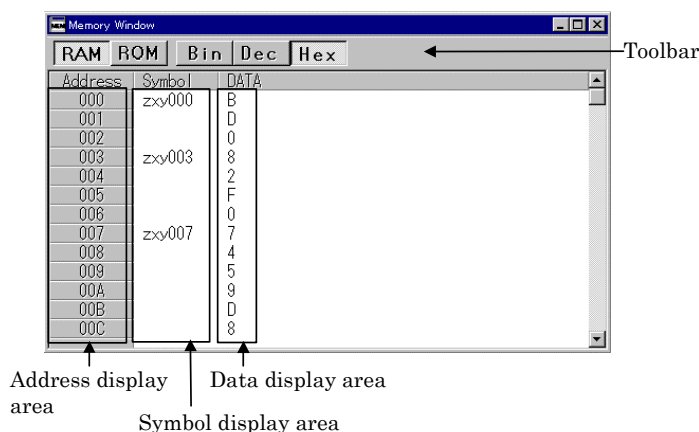 MEM Memory Window
RAM ROM Bin Dec Hex
Toolbar
Address Symbol DATA
000 zxy000 B
001 D
002 0
003 zxy003 8
004 2
005 F
006 0
007 zxy007 7
008 4
009 5
00A 9
00B D
00C 8
Address display area
Data display area
Symbol display area